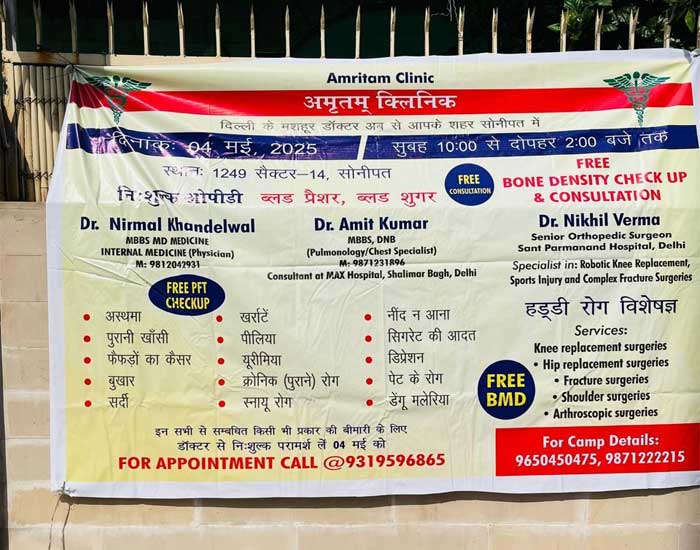 Amritam Clinic
अमृतम् क्लिनिक
दिल्ली के मशहूर डॉक्टर अब से आपके शहर सोनीपत में
दिनांक: 04 मई, 2025
सुबह 10:00 से दोपहर 2:00 बजे तक
स्थान: 1249 सैक्टर–14, सोनीपत
निःशुल्क ओपीडी ब्लड प्रैशर, ब्लड शुगर
FREE
CONSULTATION
FREE
BONE DENSITY CHECK UP
& CONSULTATION
Dr. Nirmal Khandelwal
MBBS MD MEDICINE
INTERNAL MEDICINE (Physician)
M: 9812042931
Dr. Amit Kumar
MBBS, DNB
(Pulmonology/Chest Specialist)
M: 9871231896
Consultant at MAX Hospital, Shalimar Bagh, Delhi
Dr. Nikhil Verma
Senior Orthopedic Surgeon
Sant Parmanand Hospital, Delhi
Specialist in: Robotic Knee Replacement,
Sports Injury and Complex Fracture Surgeries
FREE PFT
CHECKUP
• अस्थमा
• पुरानी खाँसी
• फैफड़ों का कैसर
• बुखार
• सर्दी
• खर्राटें
• पीलिया
• यूरीमिया
• क्रोनिक (पुराने) रोग
• स्नायू रोग
• नींद न आना
• सिगरेट की आदत
• डिप्रेशन
• पेट के रोग
• डेंगू मलेरिया
हड्डी रोग विशेषज्ञ
Services:
Knee replacement surgeries
• Hip replacement surgeries
• Fracture surgeries
• Shoulder surgeries
• Arthroscopic surgeries
FREE
BMD
इन सभी से सम्बधित किसी भी प्रकार की बीमारी के लिए
डॉक्टर से निःशुल्क परामर्श लें 04 मई को
FOR APPOINTMENT CALL @9319596865
For Camp Details:
9650450475, 9871222215